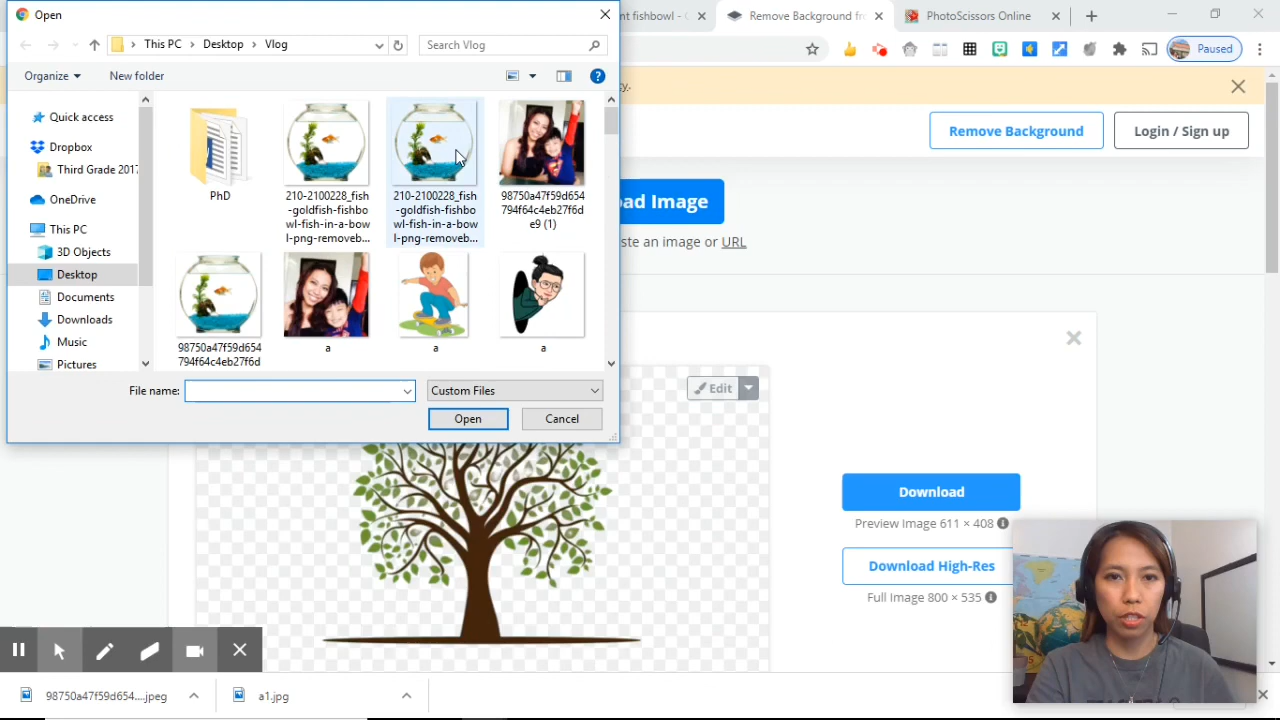 Open
nt fishbowl - G
Remove Background fro
PhotoScissors Online
This PC
Desktop
Vlog
Search Vlog
Paused
Organize
New folder
cy.
Quick access
Dropbox
Third Grade 2017
OneDrive
This PC
3D Objects
Desktop
Documents
Downloads
Music
Pictures
PhD
210-2100228_fish
-goldfish-fishbo
wl-fish-in-a-bow
l-png-removeb...
210-2100228_fish
-goldfish-fishbo
wl-fish-in-a-bow
l-png-removeb...
98750a47f59d654
794f64c4eb27f6d
e9 (1)
98750a47f59d654
794f64c4eb27f6d
a
a
a
File name:
Custom Files
Open
Cancel
Remove Background
Login / Sign up
ad Image
ste an image or URL
Edit
Download
Preview Image 611 × 408
Download High-Res
Full Image 800 × 535
98750a47f59d654....jpeg
a1.jpg